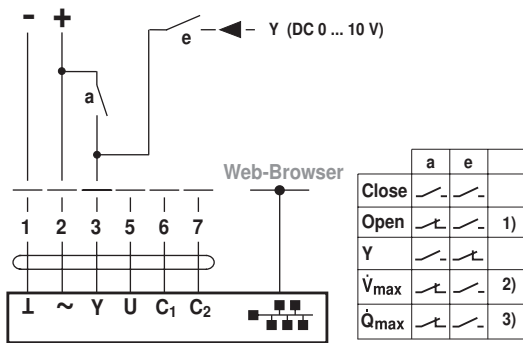 - +
Y (DC 0 ... 10 V)
e
a
Web-Browser
1 2 3 5 6 7
⊥ ~ Y U C1 C2
a e
Close
Open 1)
Y
V̇max 2)
Q̇max 3)